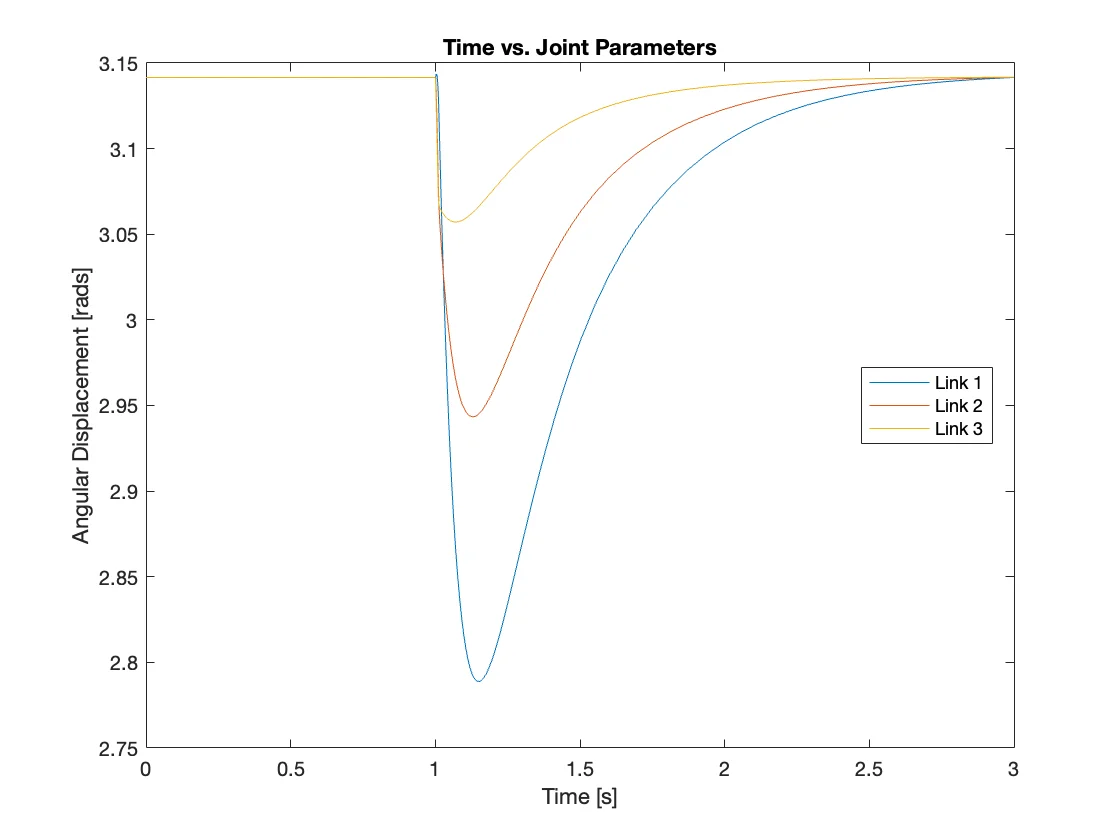 Time vs. Joint Parameters
3.15
3.1
3.05
3
2.95
2.9
2.85
2.8
2.75
Angular Displacement [rads]
Link 1
Link 2
Link 3
0 0.5 1 1.5 2 2.5 3
Time [s]